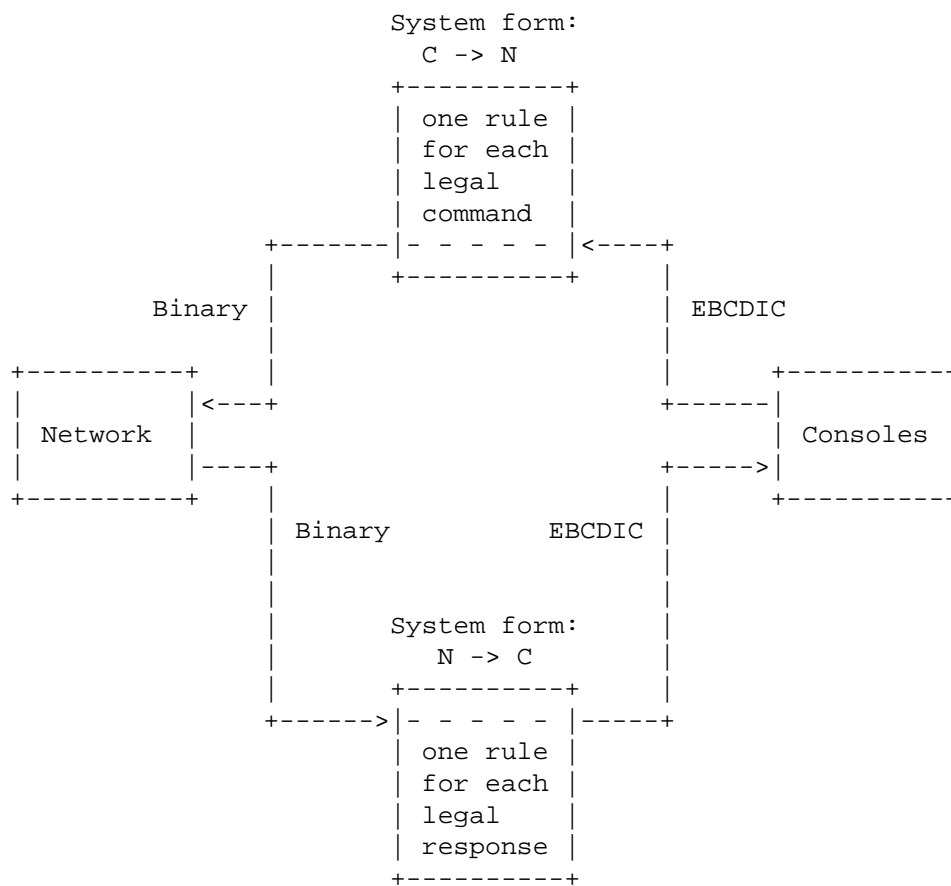 System form:
C -> N
one rule
for each
legal
command
Binary
EBCDIC
Network
Consoles
Binary
EBCDIC
System form:
N -> C
one rule
for each
legal
response